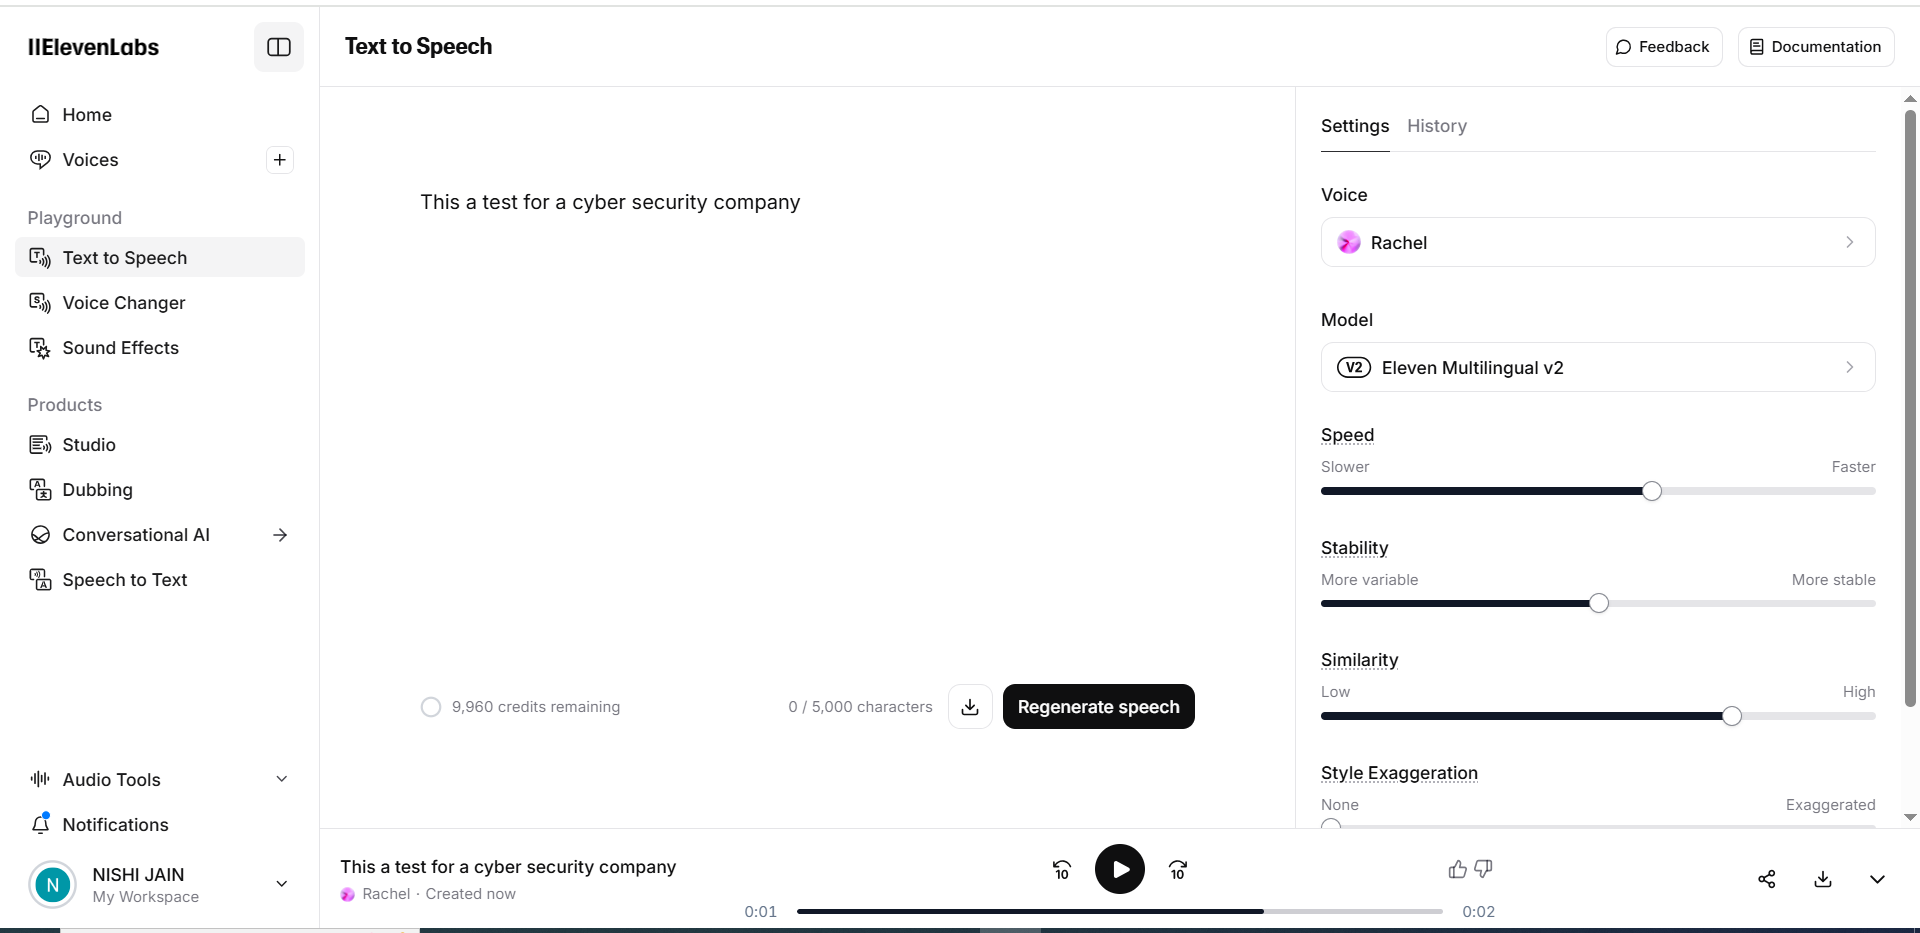 IIElevenLabs
Home
Voices
Playground
Text to Speech
Voice Changer
Sound Effects
Products
Studio
Dubbing
Conversational AI
Speech to Text
Audio Tools
Notifications
N
NISHI JAIN
My Workspace
Text to Speech
Feedback
Documentation
This a test for a cyber security company
9,960 credits remaining
0 / 5,000 characters
Regenerate speech
Settings History
Voice
Rachel
Model
V2 Eleven Multilingual v2
Speed
Slower Faster
Stability
More variable More stable
Similarity
Low High
Style Exaggeration
None Exaggerated
This a test for a cyber security company
Rachel · Created now
10
10
0:01
0:02